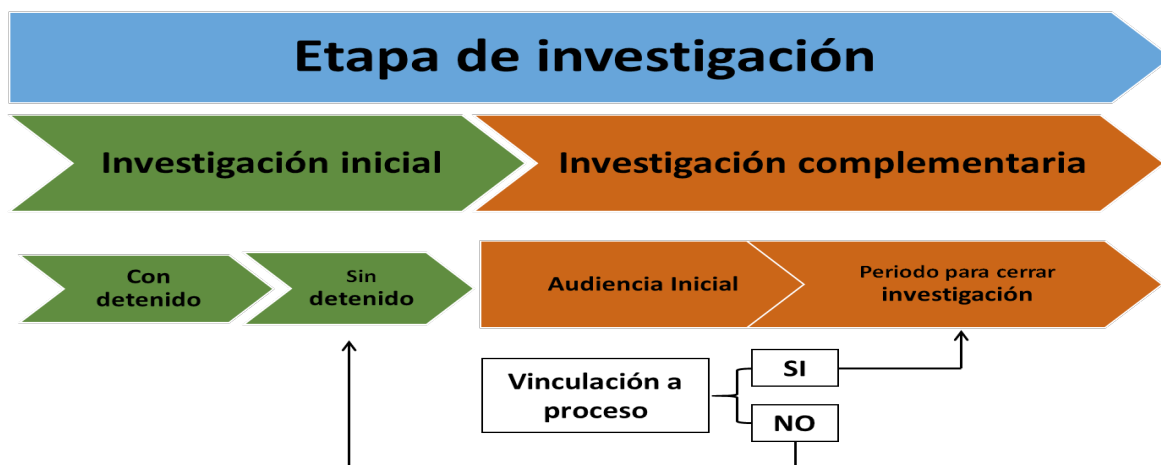 Etapa de investigación
Investigación inicial
Investigación complementaria
Con
detenido
Sin
detenido
Audiencia Inicial
Periodo para cerrar
investigación
Vinculación a
proceso
SI
NO